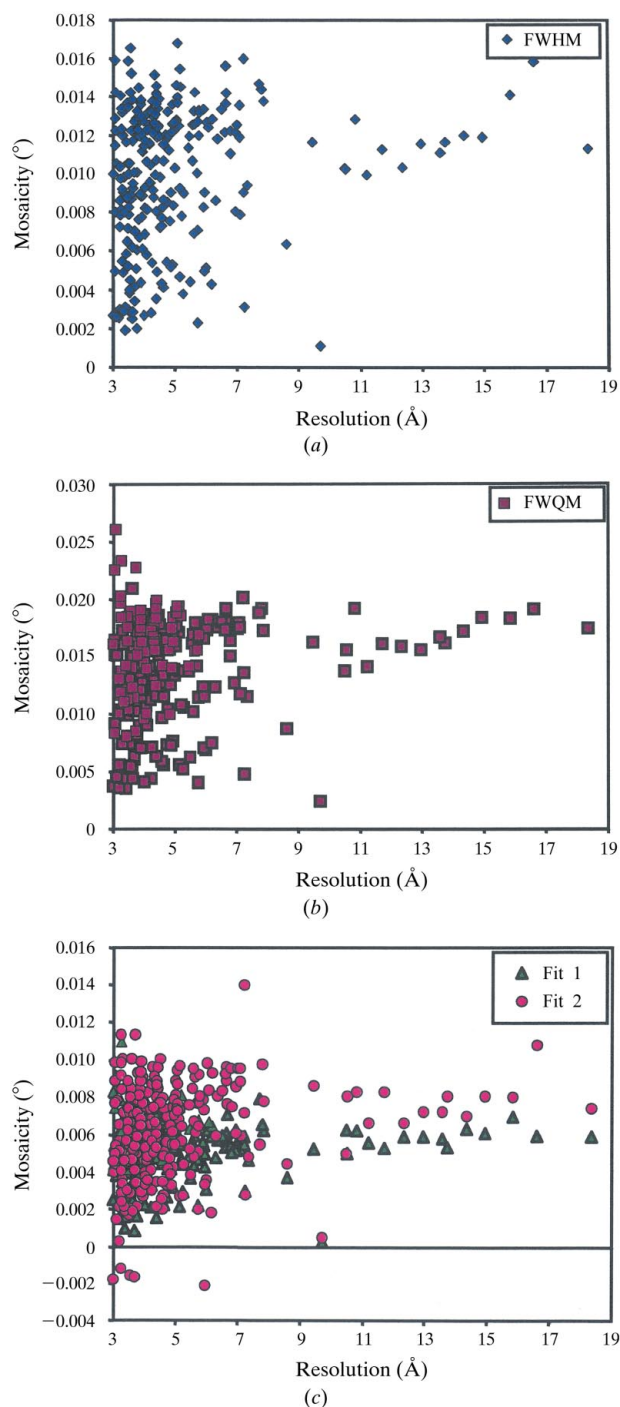 0.018
0.016
0.014
0.012
0.010
0.008
0.006
0.004
0.002
0
Mosaicity (°)
FWHM
3 5 7 9 11 13 15 17 19
Resolution (Å)
(a)
0.030
0.025
0.020
0.015
0.010
0.005
0
Mosaicity (°)
FWQM
3 5 7 9 11 13 15 17 19
Resolution (Å)
(b)
0.016
0.014
0.012
0.010
0.008
0.006
0.004
0.002
0
−0.002
−0.004
Mosaicity (°)
Fit 1
Fit 2
3 5 7 9 11 13 15 17 19
Resolution (Å)
(c)